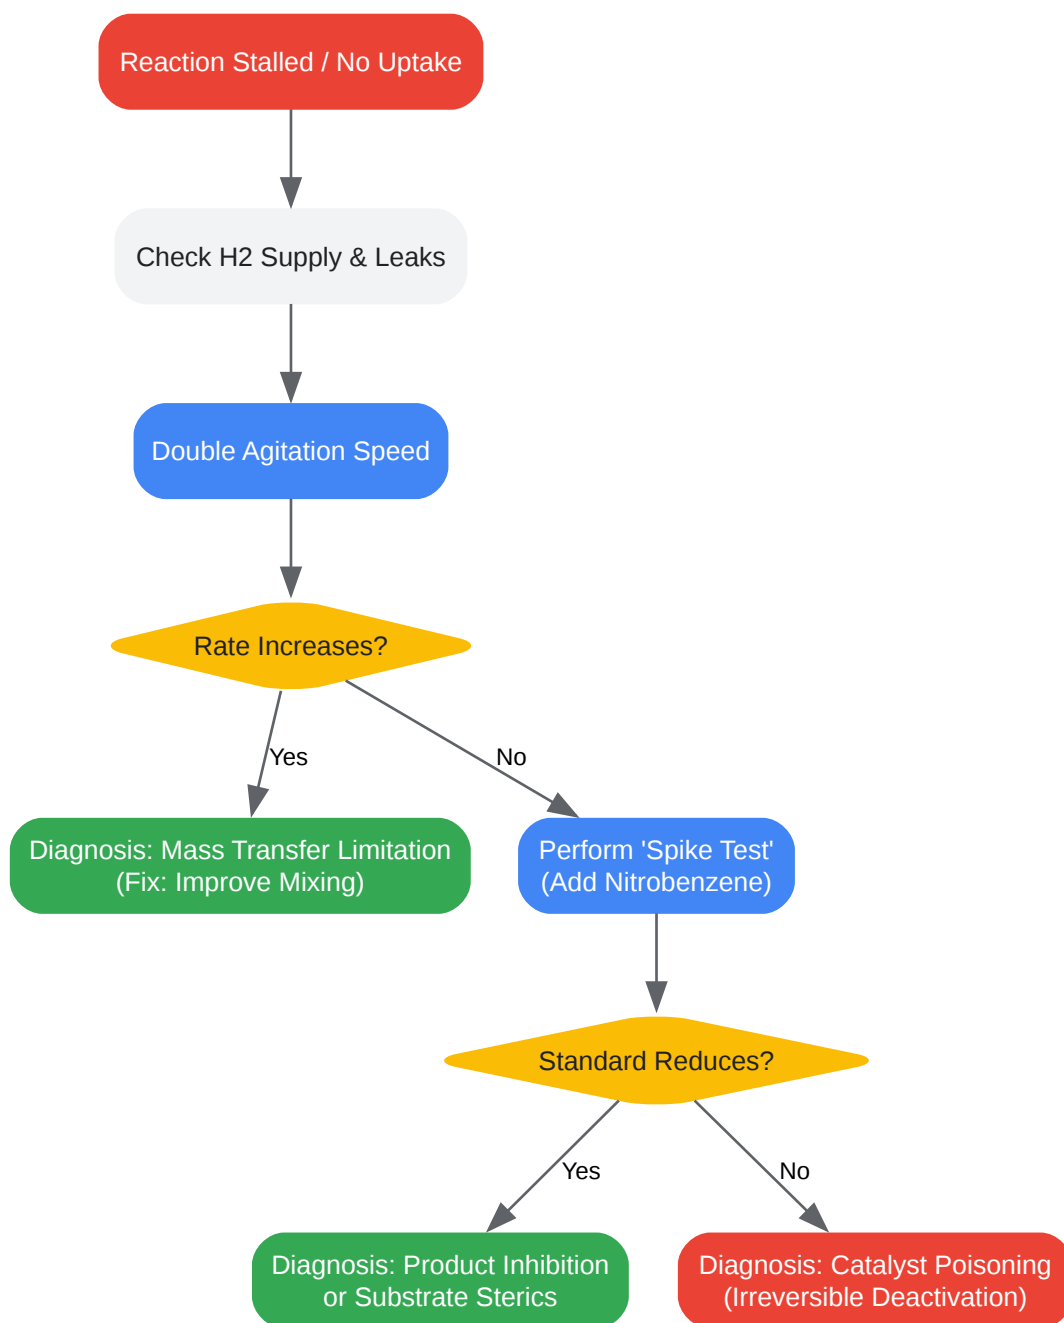 Reaction Stalled / No Uptake
Check H2 Supply & Leaks
Double Agitation Speed
Rate Increases?
Yes
No
Diagnosis: Mass Transfer Limitation
(Fix: Improve Mixing)
Perform 'Spike Test'
(Add Nitrobenzene)
Standard Reduces?
Yes
No
Diagnosis: Product Inhibition
or Substrate Sterics
Diagnosis: Catalyst Poisoning
(Irreversible Deactivation)